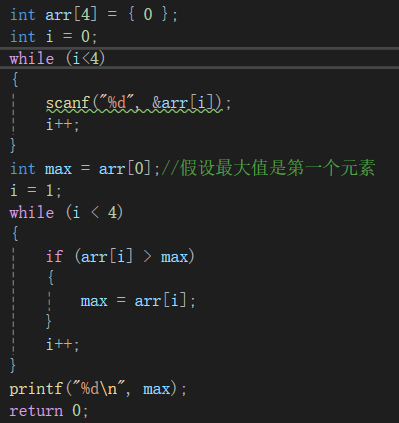 int arr[4] = { 0 };
int i = 0;
while (i<4)
{
scanf("%d", &arr[i]);
i++;
}
int max = arr[0];//假设最大值是第一个元素
i = 1;
while (i < 4)
{
if (arr[i] > max)
{
max = arr[i];
}
i++;
}
printf("%d\n", max);
return 0;